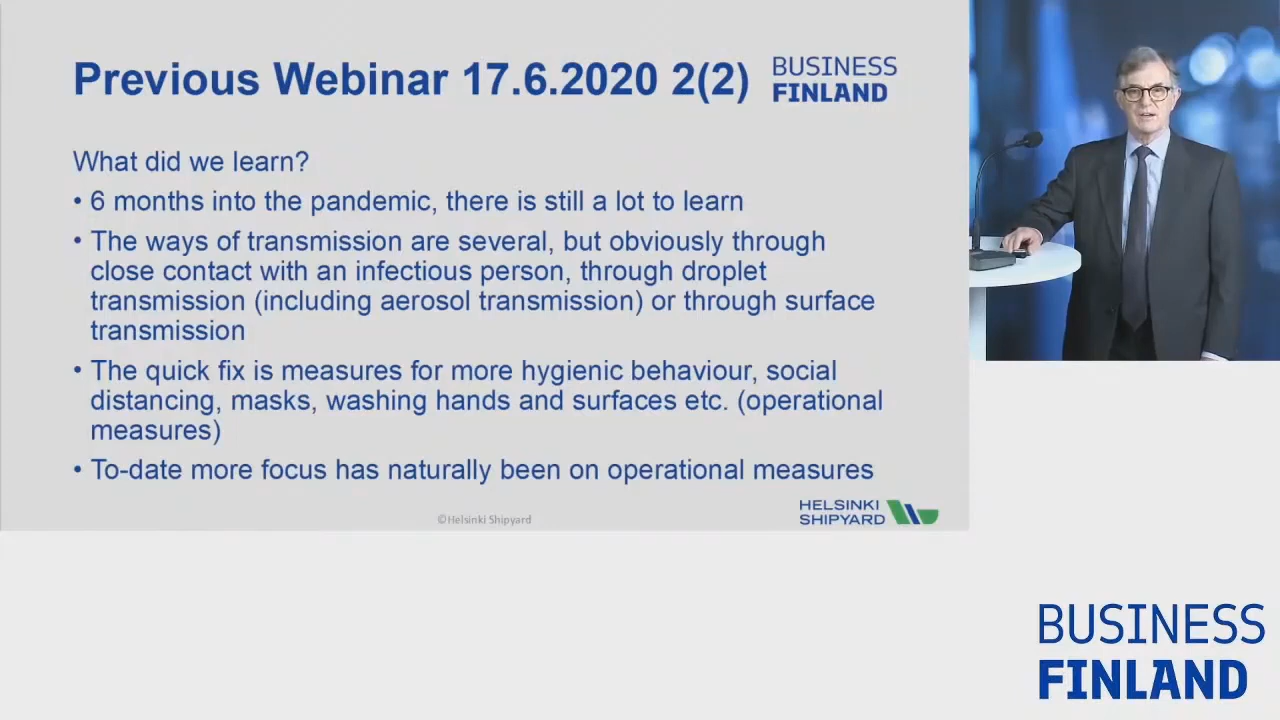 Previous Webinar 17.6.2020 2(2)
BUSINESS
FINLAND
What did we learn?
• 6 months into the pandemic, there is still a lot to learn
• The ways of transmission are several, but obviously through
close contact with an infectious person, through droplet
transmission (including aerosol transmission) or through surface
transmission
• The quick fix is measures for more hygienic behaviour, social
distancing, masks, washing hands and surfaces etc. (operational
measures)
• To-date more focus has naturally been on operational measures
©Helsinki Shipyard
HELSINKI
SHIPYARD
BUSINESS
FINLAND